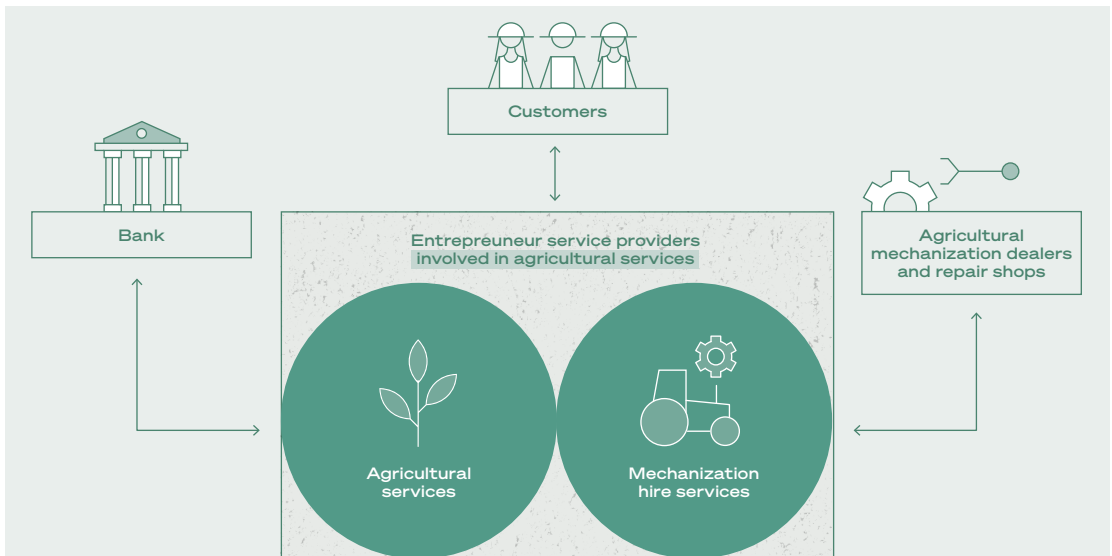 Customers
Bank
Agricultural
mechanization dealers
and repair shops
Entrepreuneur service providers
involved in agricultural services
Agricultural
services
Mechanization
hire services